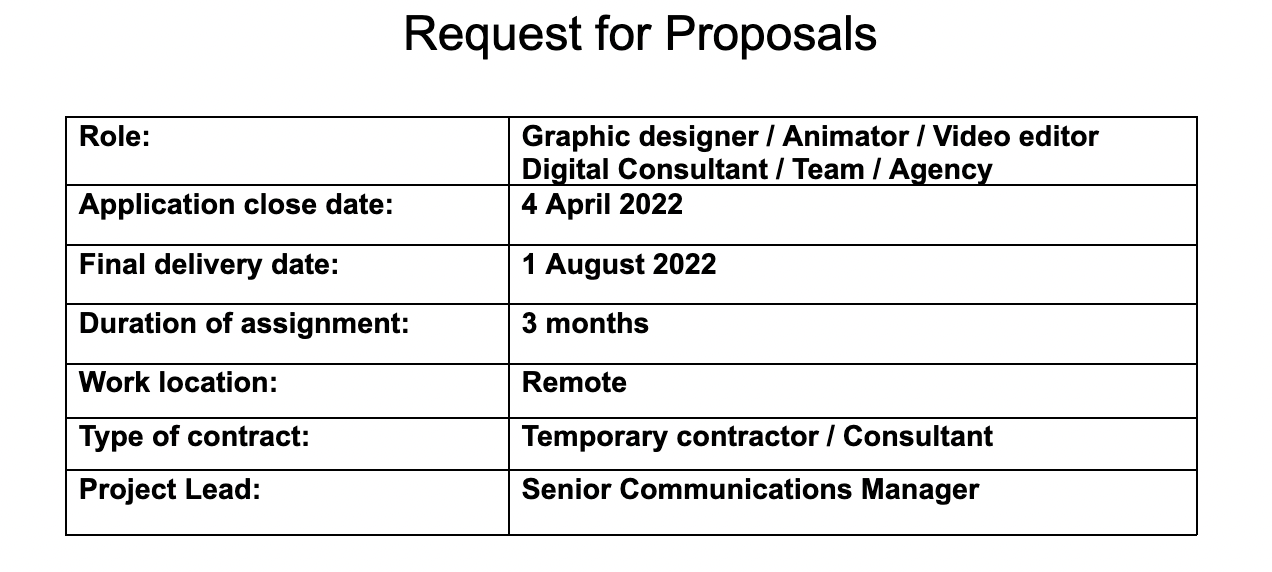 Request for Proposals
Role:
Graphic designer / Animator / Video editor
Digital Consultant / Team / Agency
Application close date:
4 April 2022
Final delivery date:
1 August 2022
Duration of assignment:
3 months
Work location:
Remote
Type of contract:
Temporary contractor / Consultant
Project Lead:
Senior Communications Manager